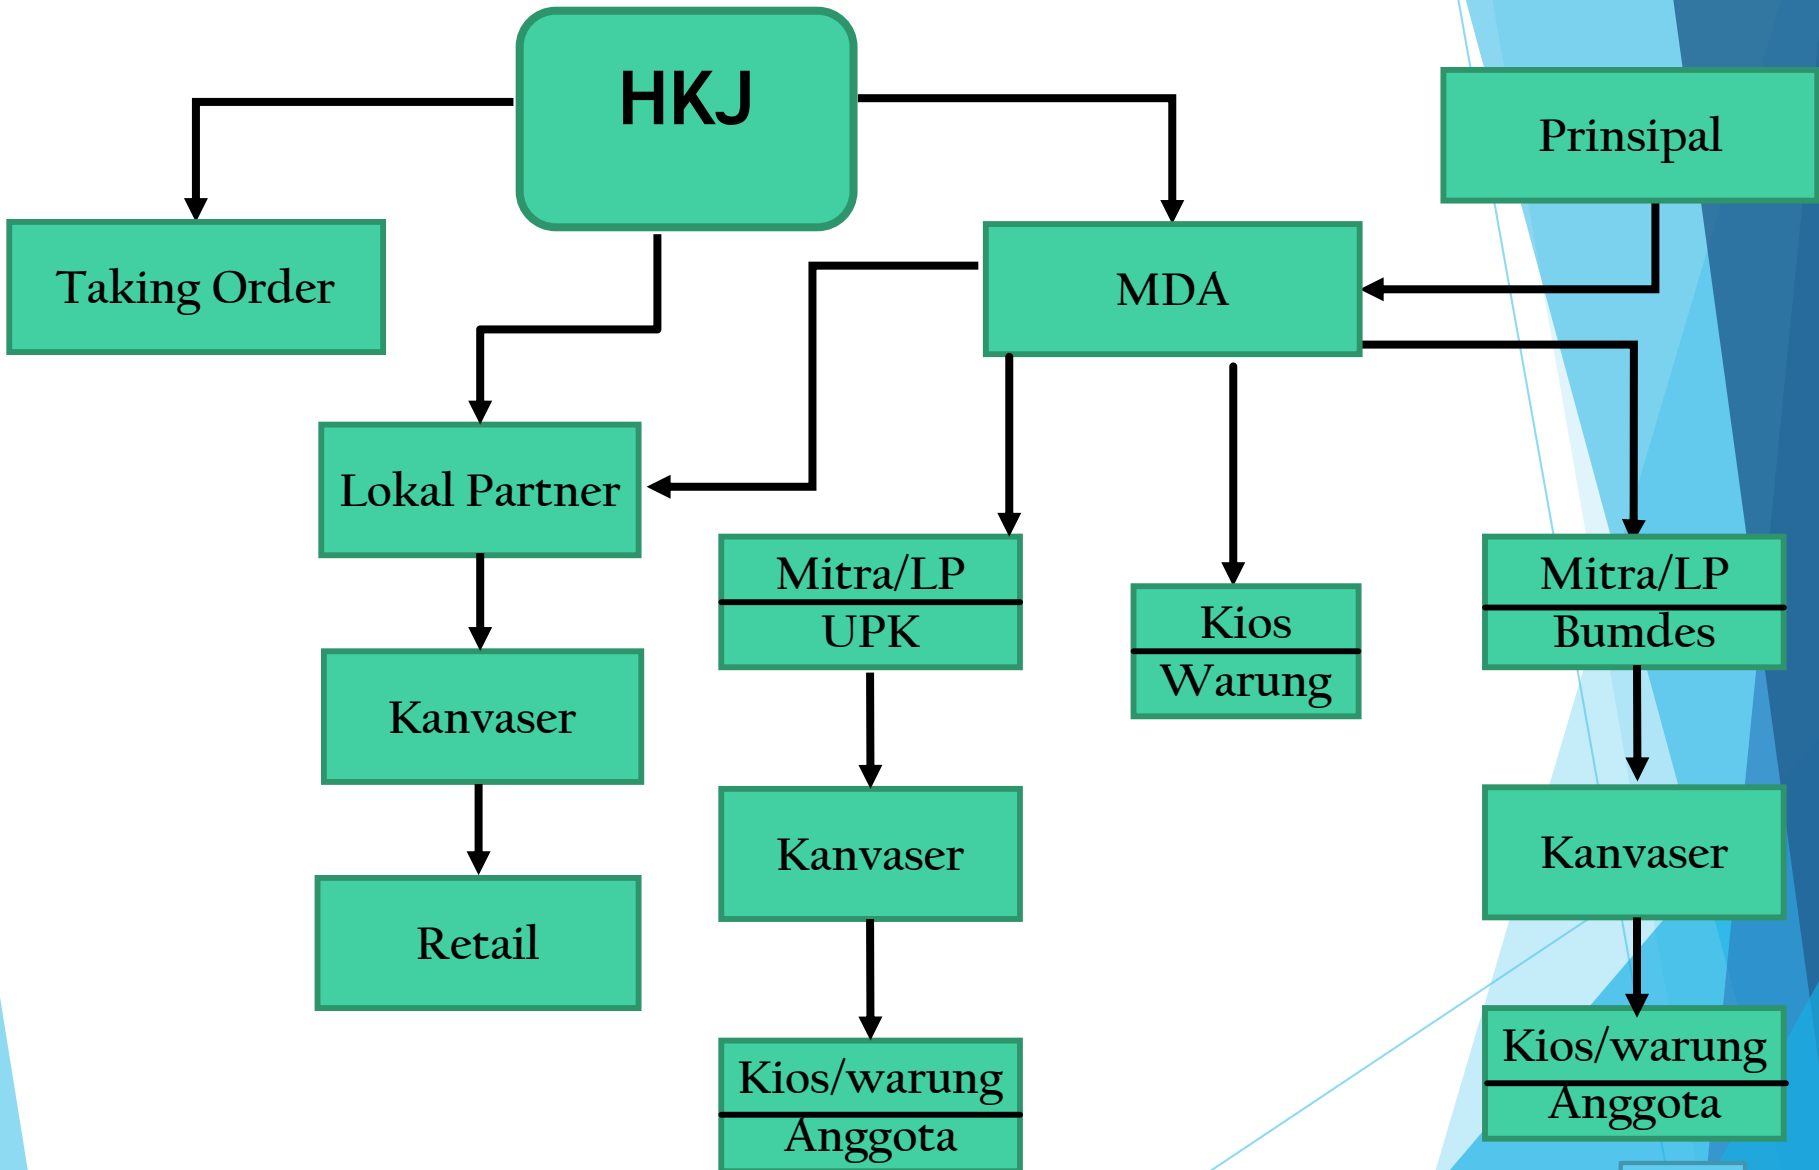 HKJ
Prinsipal
Taking Order
MDA
Lokal Partner
Mitra/LP
UPK
Kios
Warung
Mitra/LP
Bumdes
Kanvaser
Kanvaser
Kanvaser
Retail
Kios/warung
Anggota
Kios/warung
Anggota